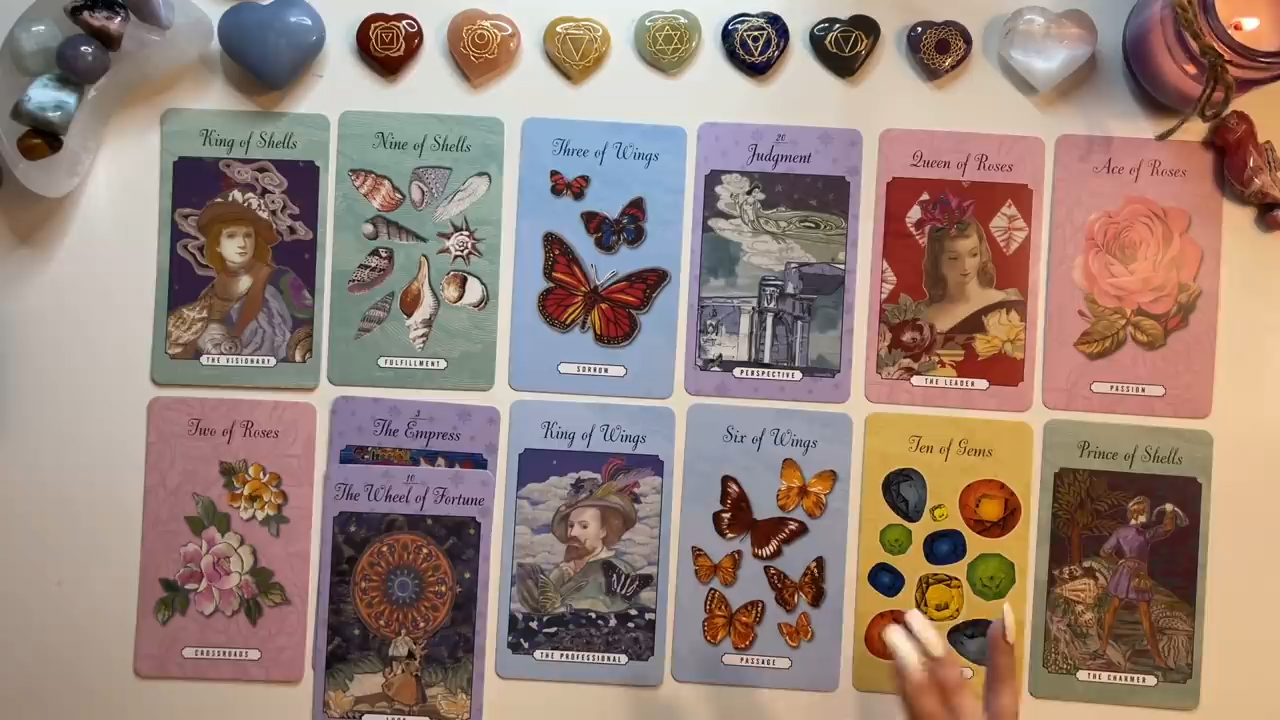 King of Shells
THE VISIONARY
Nine of Shells
FULFILLMENT
Three of Wings
SORROW
20
Judgment
PERSPECTIVE
Queen of Roses
THE LEADER
Ace of Roses
PASSION
Two of Roses
CROSSROADS
3
The Empress
10
The Wheel of Fortune
King of Wings
THE PROFESSIONAL
Six of Wings
PASSAGE
Ten of Gems
Prince of Shells
THE CHARMER